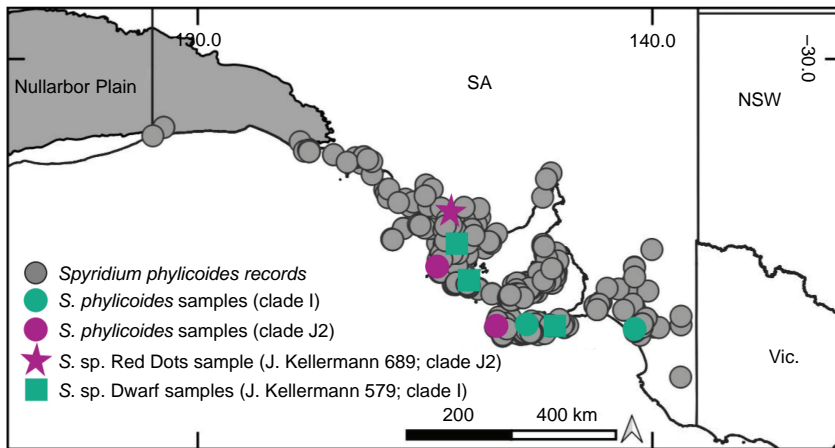 130.0
140.0
–30.0
Nullarbor Plain
SA
NSW
Spyridium phylicoides records
S. phylicoides samples (clade I)
S. phylicoides samples (clade J2)
S. sp. Red Dots sample (J. Kellermann 689; clade J2)
S. sp. Dwarf samples (J. Kellermann 579; clade I)
Vic.
200 400 km